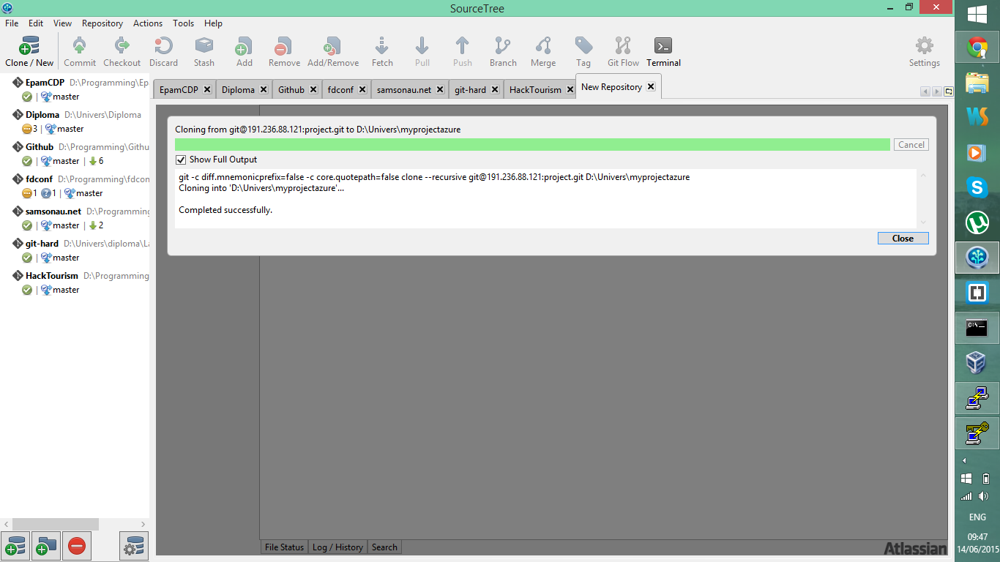 SourceTree
File Edit View Repository Actions Tools Help
Clone / New Commit Checkout Discard Stash Add Remove Add/Remove Fetch Pull Push Branch Merge Tag Git Flow Terminal Settings
EpamCDP D:\Programming\Ep
master
Diploma D:\Univers\Diploma
3 | master
Github D:\Programming\Githu
master | 6
fdconf D:\Programming\fdcon
1 1 | master
samsonau.net D:\Programming
master | 2
git-hard D:\Univers\diploma\La
master
HackTourism D:\Programming
master
EpamCDP Diploma Github fdconf samsonau.net git-hard HackTourism New Repository
Cloning from git@191.236.88.121:project.git to D:\Univers\myprojectazure
Cancel
Show Full Output
git -c diff.mnemonicprefix=false -c core.quotepath=false clone --recursive git@191.236.88.121:project.git D:\Univers\myprojectazure
Cloning into 'D:\Univers\myprojectazure'...
Completed successfully.
Close
File Status Log / History Search
Atlassian
C:\
ENG
09:47
14/06/2015